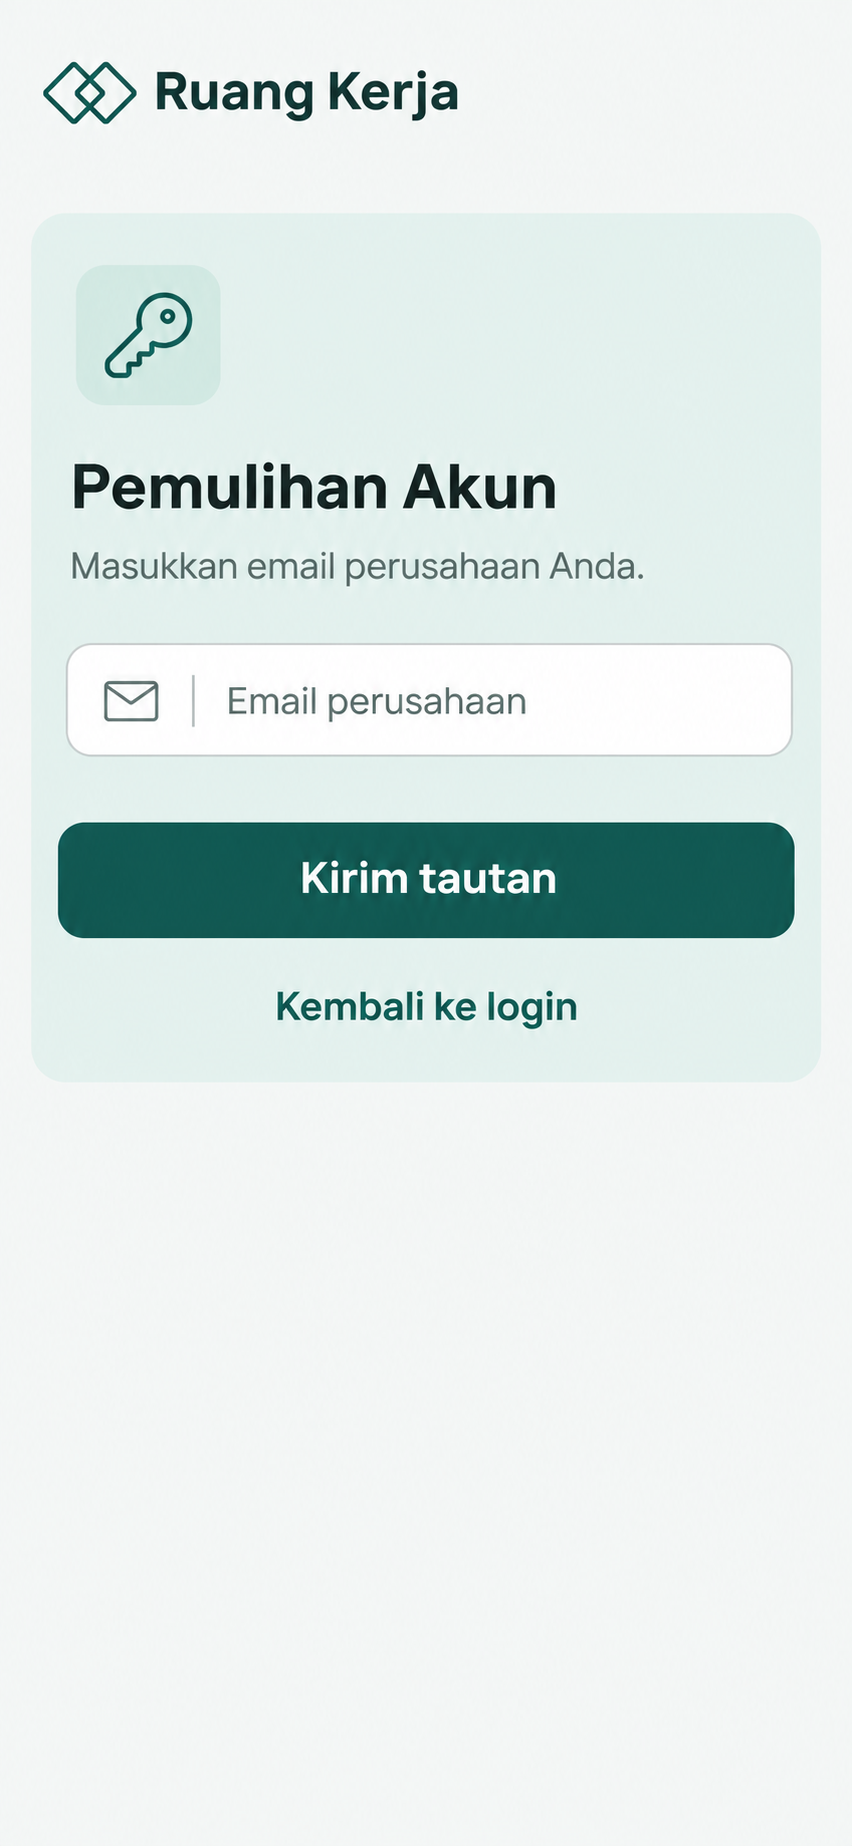 Ruang Kerja
Pemulihan Akun
Masukkan email perusahaan Anda.
Email perusahaan
Kirim tautan
Kembali ke login